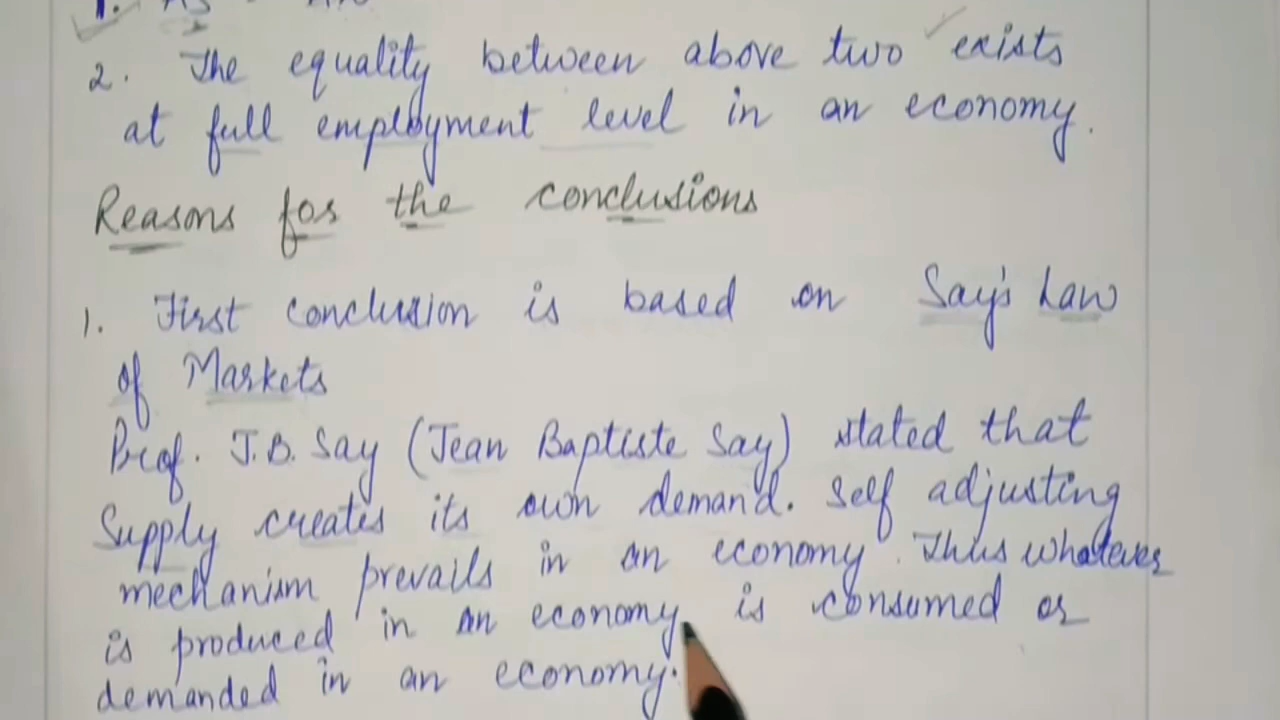 1. AS
2. The equality between above two exists
at full employment level in an economy.
Reasons for the conclusions
1. First conclusion is based on Say's Law
of Markets
Prof. J.B. Say (Jean Baptiste Say) stated that
Supply creates its own demand. Self adjusting
mechanism prevails in an economy. Thus whatever
is produced in an economy is consumed or
demanded in an economy.